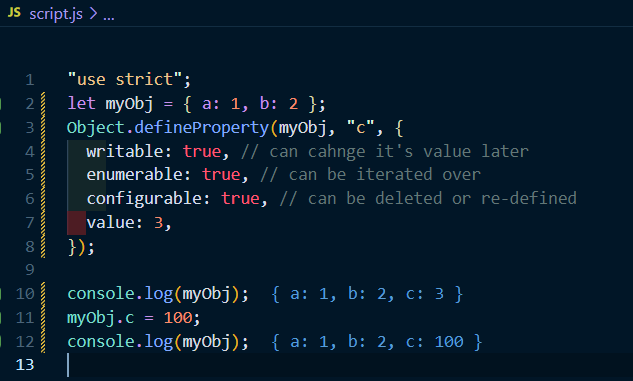 JS script.js > ...
1 "use strict";
2 let myObj = { a: 1, b: 2 };
3 Object.defineProperty(myObj, "c", {
4 writable: true, // can cahnge it's value later
5 enumerable: true, // can be iterated over
6 configurable: true, // can be deleted or re-defined
7 value: 3,
8 });
9
10 console.log(myObj); { a: 1, b: 2, c: 3 }
11 myObj.c = 100;
12 console.log(myObj); { a: 1, b: 2, c: 100 }
13